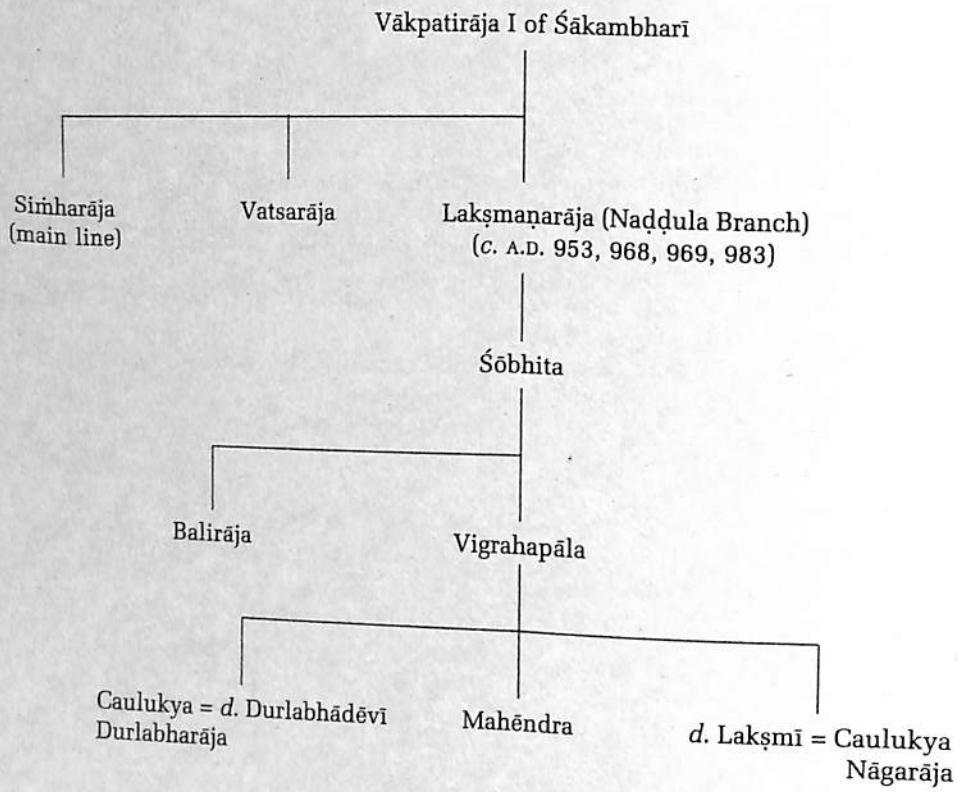 Vākpatirāja I of Śākambharī
Siṁharāja
(main line)
Vatsarāja
Lakṣmaṇarāja (Naḍḍula Branch)
(c. A.D. 953, 968, 969, 983)
Śōbhita
Balirāja
Vigrahapāla
Caulukya = d. Durlabhādēvī
Durlabharāja
Mahēndra
d. Lakṣmī = Caulukya
Nāgarāja